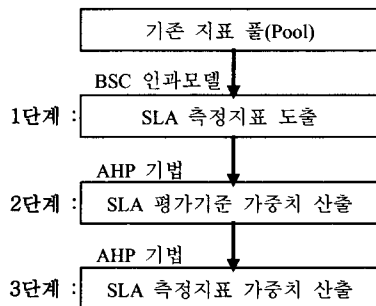 기존 지표 풀(Pool)
BSC 인과모델
1단계 : SLA 측정지표 도출
AHP 기법
2단계 : SLA 평가기준 가중치 산출
AHP 기법
3단계 : SLA 측정지표 가중치 산출